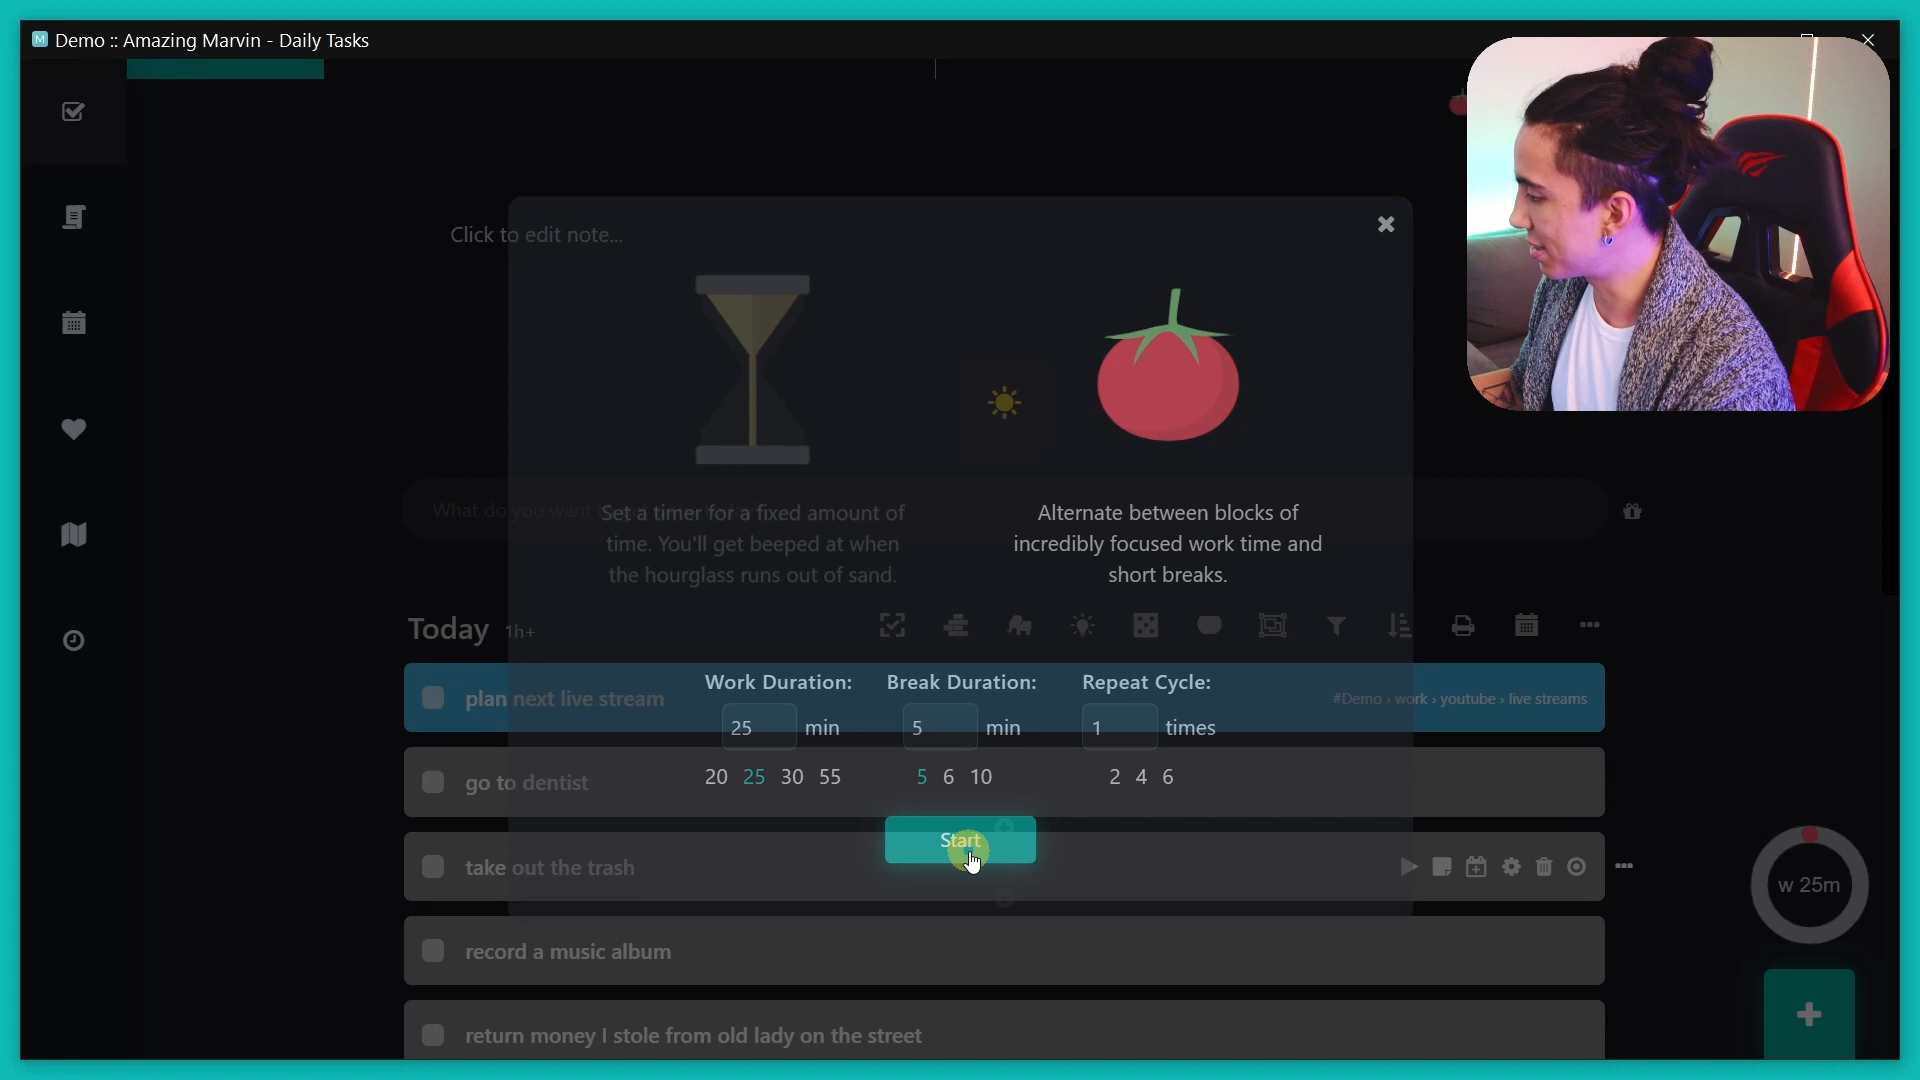 Demo :: Amazing Marvin - Daily Tasks
Click to edit note...
What do you want
Set a timer for a fixed amount of
time. You'll get beeped at when
the hourglass runs out of sand.
Alternate between blocks of
incredibly focused work time and
short breaks.
Today 1h+
plan next live stream
#Demo › work › youtube › live streams
Work Duration: Break Duration: Repeat Cycle:
25 min 5 min 1 times
20 25 30 55 5 6 10 2 4 6
go to dentist
Start
take out the trash
w 25m
record a music album
return money I stole from old lady on the street